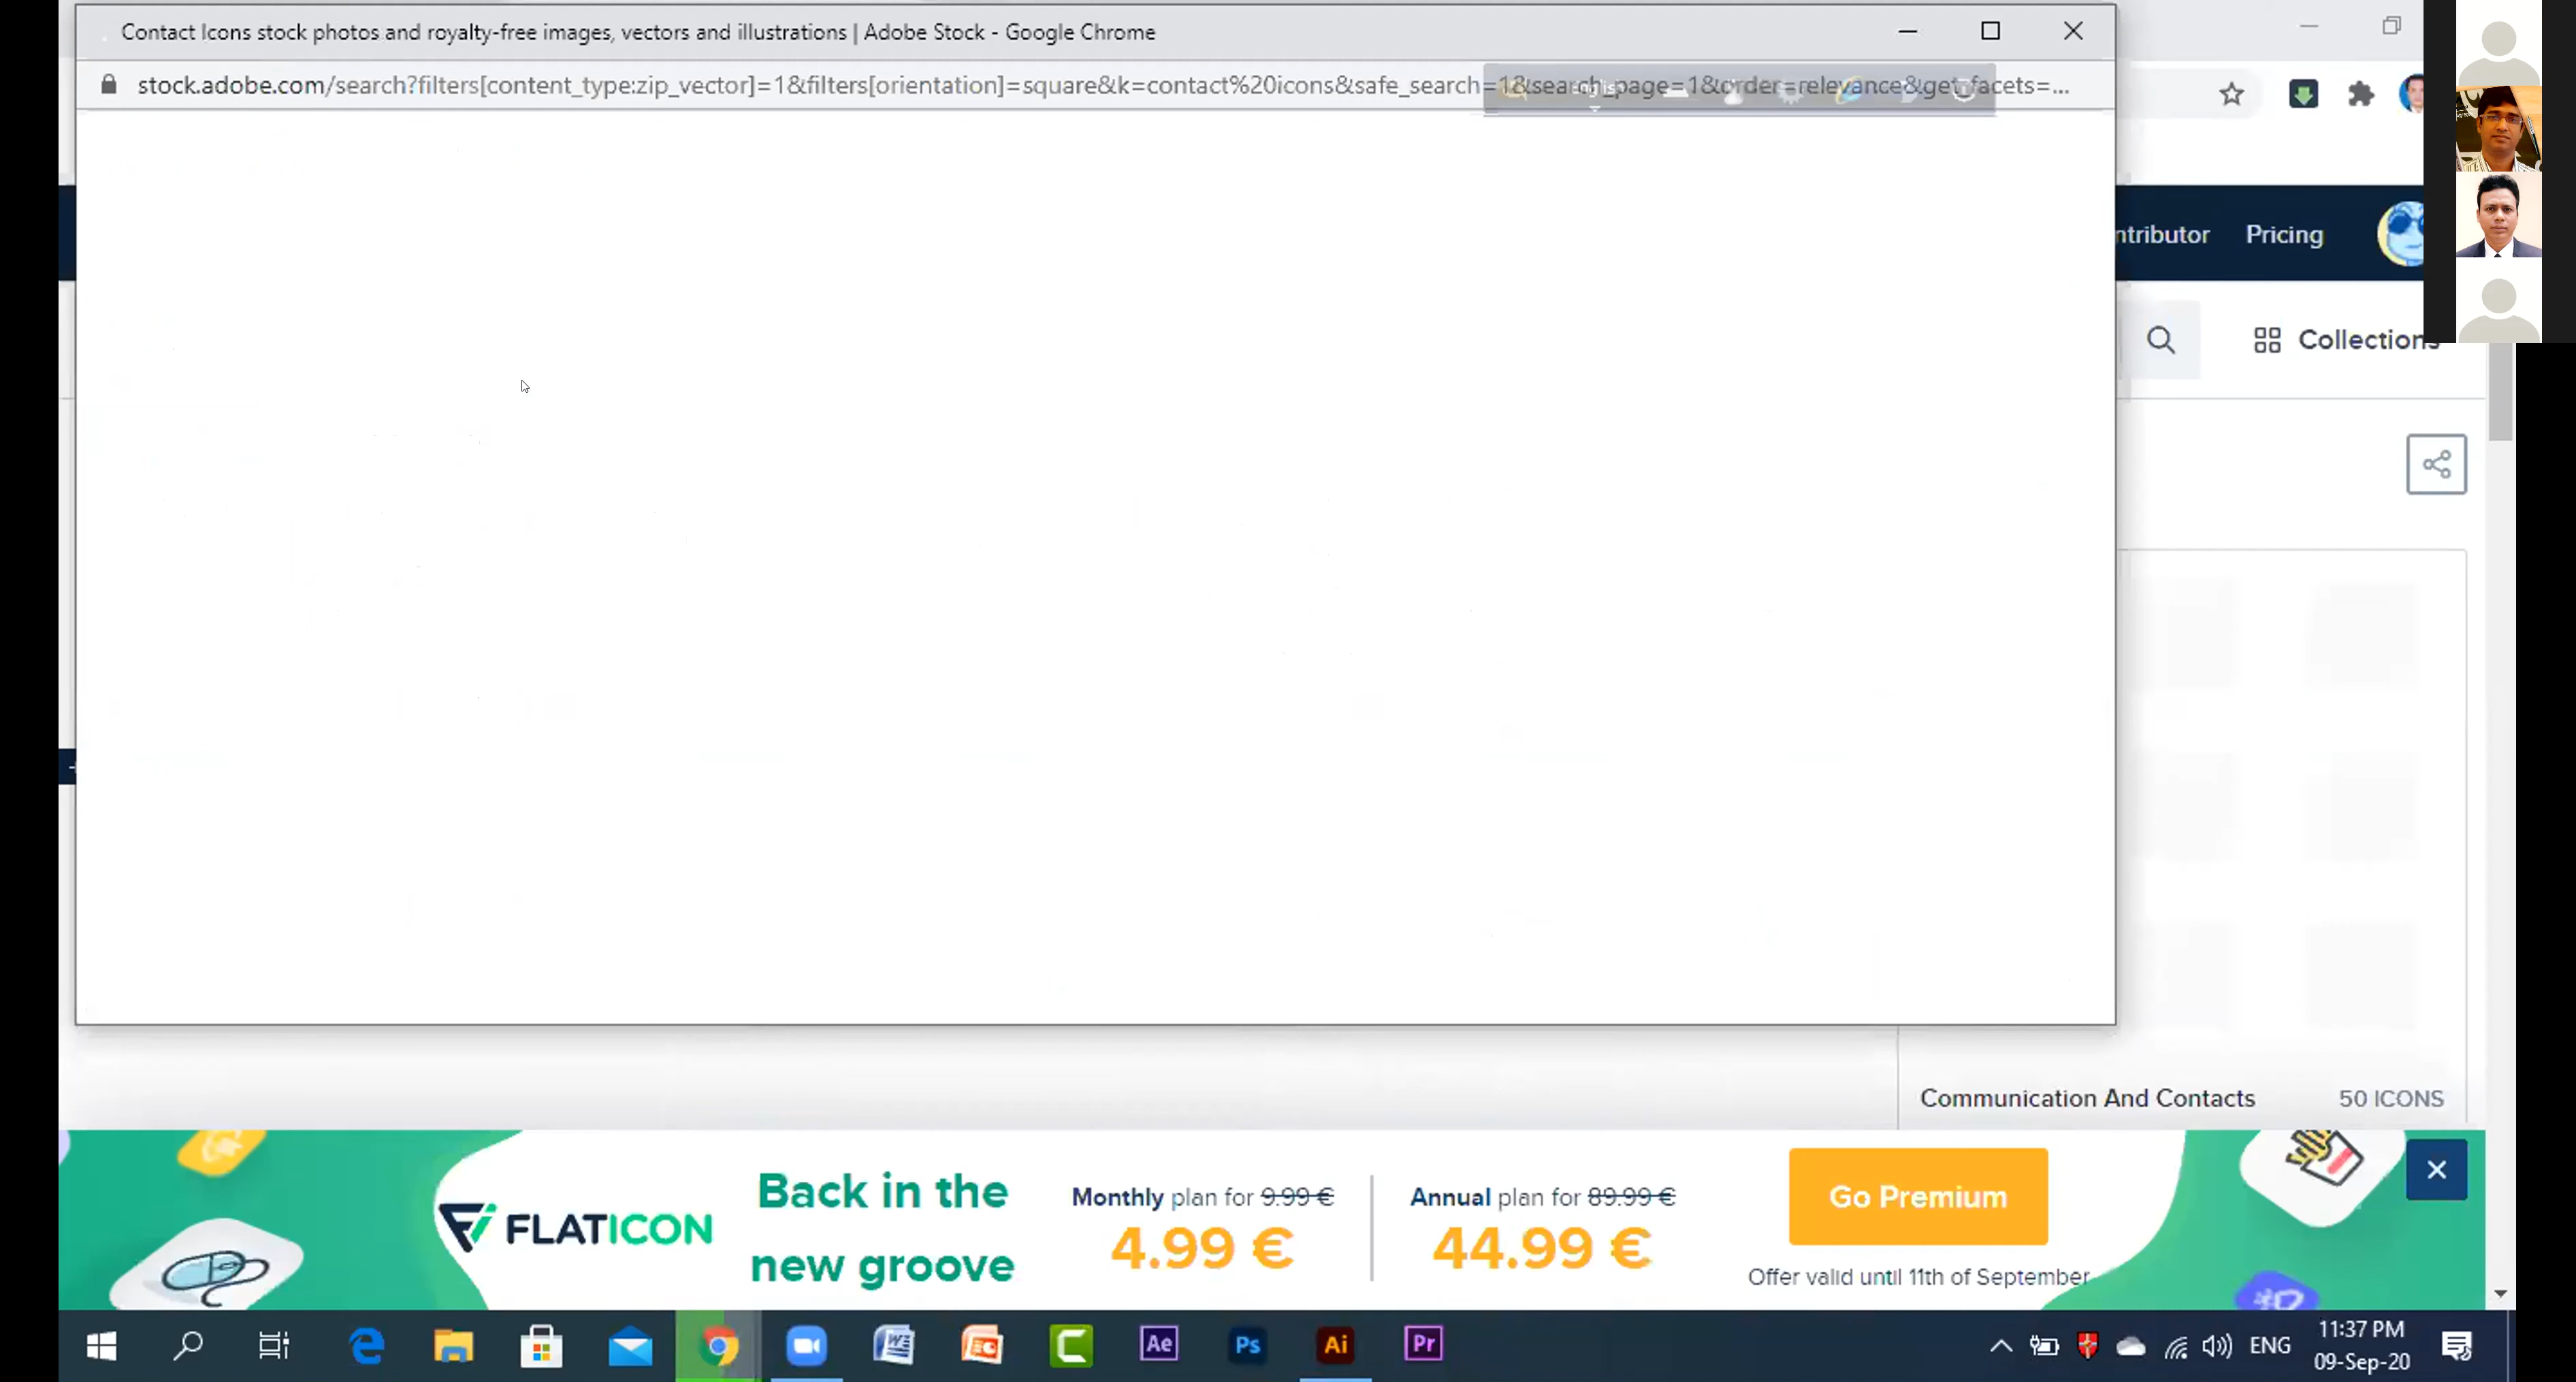 Contact Icons stock photos and royalty-free images, vectors and illustrations | Adobe Stock - Google Chrome
stock.adobe.com/search?filters[content_type:zip_vector]=1&filters[orientation]=square&k=contact%20icons&safe_search=1&search_page=1&order=relevance&get_facets=...
ntributor Pricing
Collections
Communication And Contacts 50 ICONS
FLATICON
Back in the
new groove
Monthly plan for 9.99 €
4.99 €
Annual plan for 89.99 €
44.99 €
Go Premium
Offer valid until 11th of September
Ae Ps Ai Pr
ENG
11:37 PM
09-Sep-20